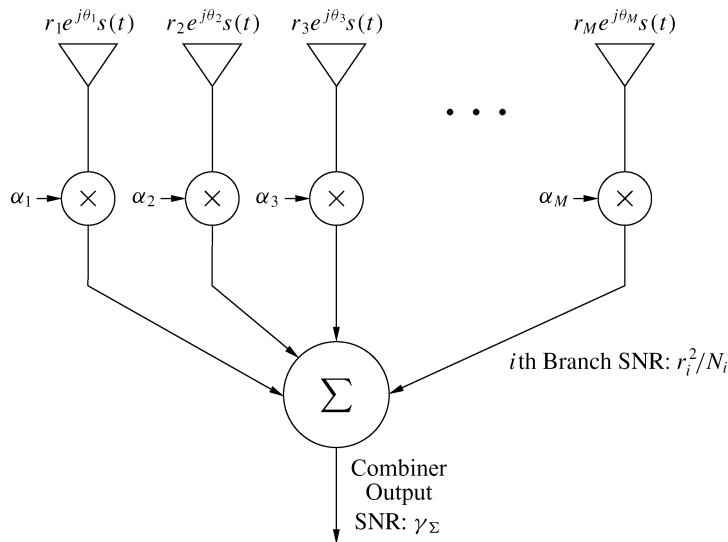 r₁e^{jθ₁}s(t) r₂e^{jθ₂}s(t) r₃e^{jθ₃}s(t) r_M e^{jθ_M}s(t)
• • •
α₁ × α₂ × α₃ × α_M ×
ith Branch SNR: r_i²/N_i
Σ
Combiner
Output
SNR: γ_Σ